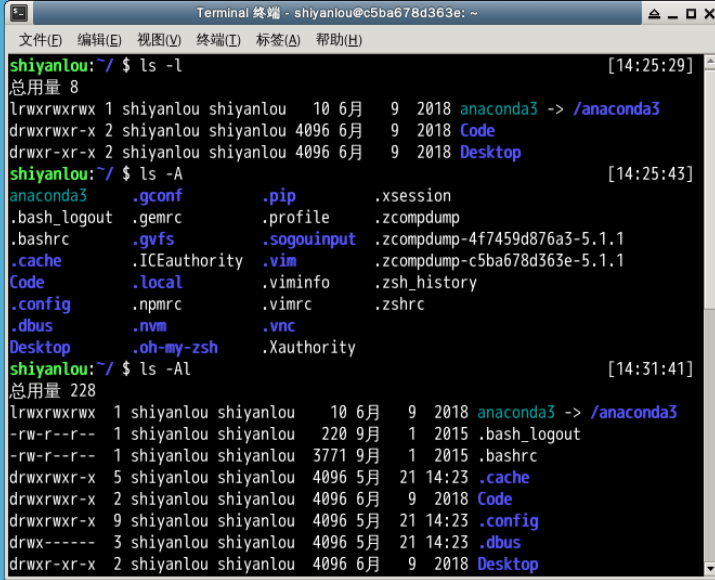 Terminal 终端 - shiyanlou@c5ba678d363e: ~
文件(F) 编辑(E) 视图(V) 终端(T) 标签(A) 帮助(H)
shiyanlou:~/ $ ls -l [14:25:29]
总用量 8
lrwxrwxrwx 1 shiyanlou shiyanlou 10 6月 9 2018 anaconda3 -> /anaconda3
drwxrwxr-x 2 shiyanlou shiyanlou 4096 6月 9 2018 Code
drwxr-xr-x 2 shiyanlou shiyanlou 4096 6月 9 2018 Desktop
shiyanlou:~/ $ ls -A [14:25:43]
anaconda3 .gconf .pip .xsession
.bash_logout .gemrc .profile .zcompdump
.bashrc .gvfs .sogouinput .zcompdump-4f7459d876a3-5.1.1
.cache .ICEauthority .vim .zcompdump-c5ba678d363e-5.1.1
Code .local .viminfo .zsh_history
.config .npmrc .vimrc .zshrc
.dbus .nvm .vnc
Desktop .oh-my-zsh .Xauthority
shiyanlou:~/ $ ls -Al [14:31:41]
总用量 228
lrwxrwxrwx 1 shiyanlou shiyanlou 10 6月 9 2018 anaconda3 -> /anaconda3
-rw-r--r-- 1 shiyanlou shiyanlou 220 9月 1 2015 .bash_logout
-rw-r--r-- 1 shiyanlou shiyanlou 3771 9月 1 2015 .bashrc
drwxrwxr-x 5 shiyanlou shiyanlou 4096 5月 21 14:23 .cache
drwxrwxr-x 2 shiyanlou shiyanlou 4096 6月 9 2018 Code
drwxrwxr-x 9 shiyanlou shiyanlou 4096 5月 21 14:23 .config
drwx------ 3 shiyanlou shiyanlou 4096 5月 21 14:23 .dbus
drwxr-xr-x 2 shiyanlou shiyanlou 4096 6月 9 2018 Desktop